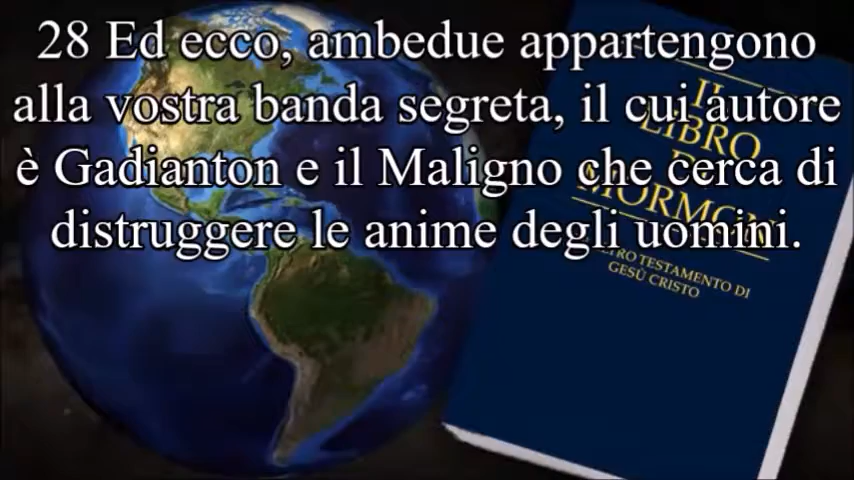 28 Ed ecco, ambedue appartengono
alla vostra banda segreta, il cui autore
è Gadianton e il Maligno che cerca di
distruggere le anime degli uomini.
IL
LIBRO
MORMON
TESTAMENTO DI
GESÙ CRISTO